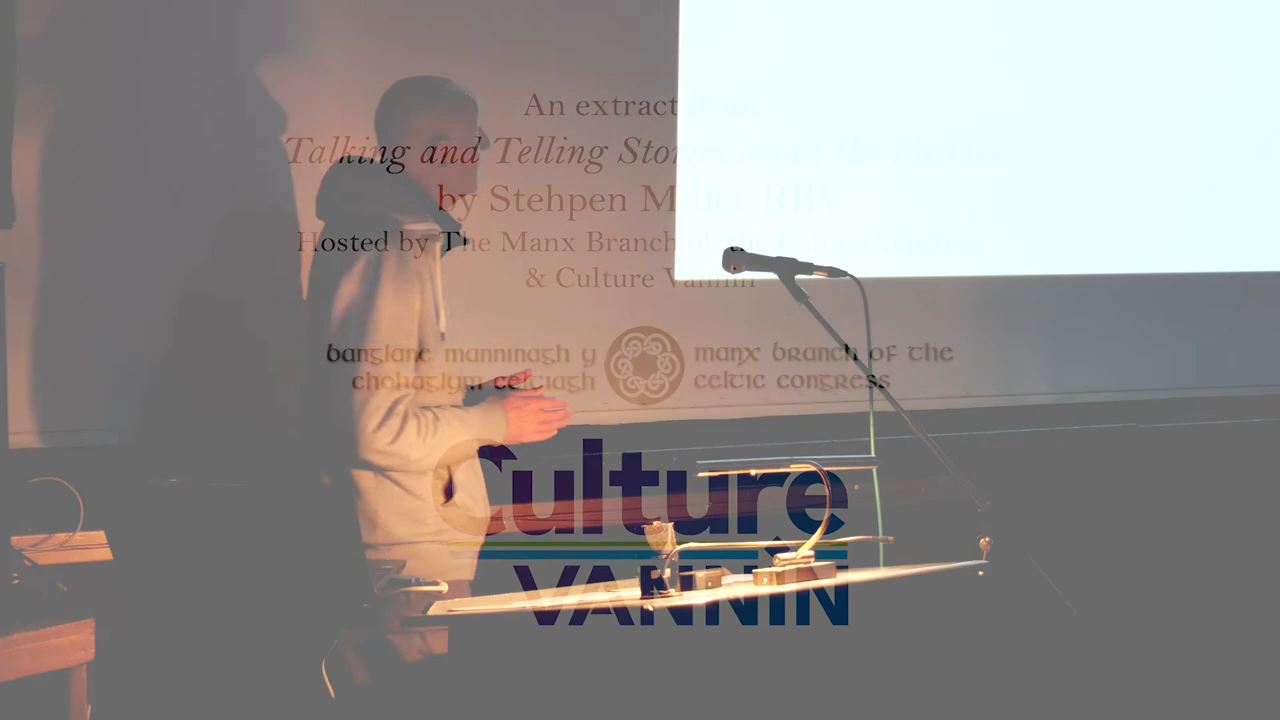 An extract from
Talking and Telling Stories about the Fairies
by Stehpen Miller RBV
Hosted by The Manx Branch of the Celtic Congress
& Culture Vannin
banglane manninagh y
chohaglym celtiagh
manx branch of the
celtic congress
Culture
VANNIN